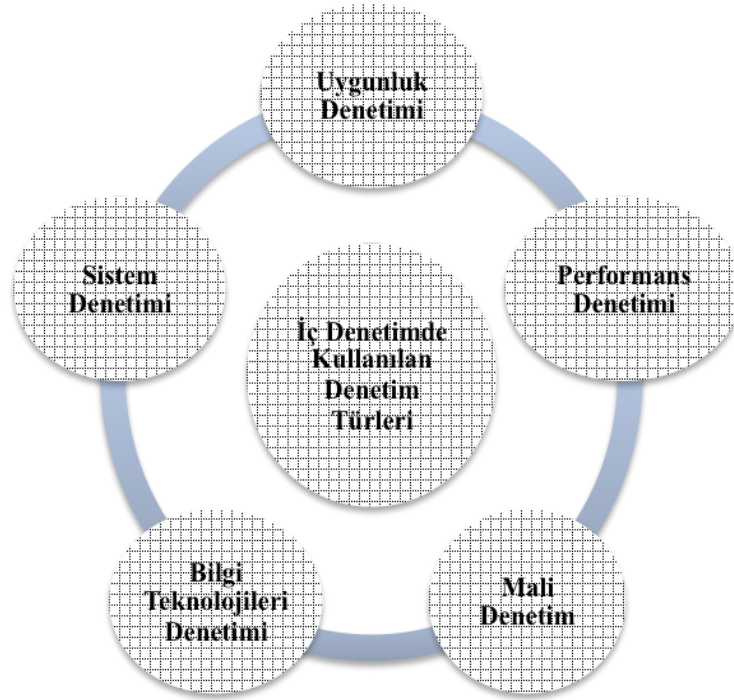 Uygunluk
Denetimi
Performans
Denetimi
Mali
Denetim
Bilgi
Teknolojileri
Denetimi
Sistem
Denetimi
İç Denetimde
Kullanılan
Denetim
Türleri